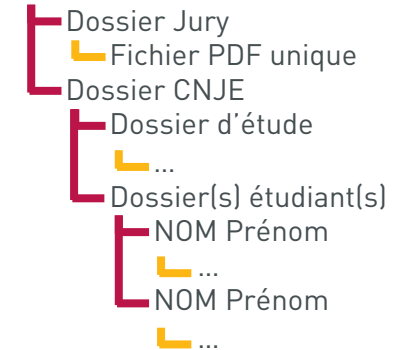 Dossier Jury
Fichier PDF unique
Dossier CNJE
Dossier d'étude
...
Dossier(s) étudiant(s)
NOM Prénom
...
NOM Prénom
...